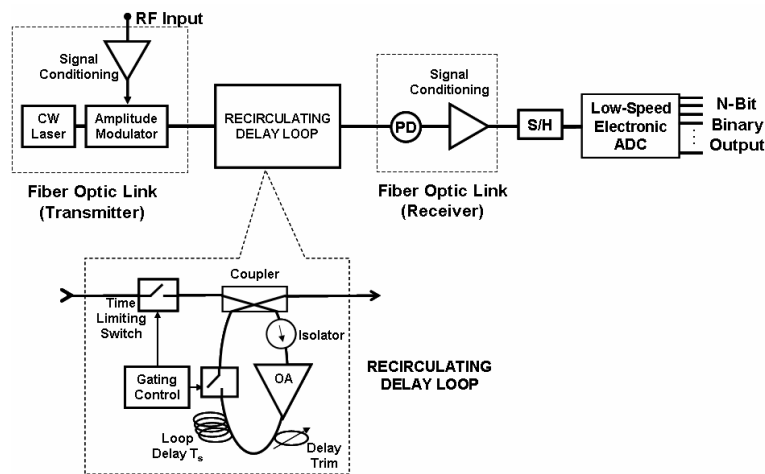 RF Input
Signal
Conditioning
CW
Laser
Amplitude
Modulator
Fiber Optic Link
(Transmitter)
RECIRCULATING
DELAY LOOP
Signal
Conditioning
PD
Fiber Optic Link
(Receiver)
S/H
Low-Speed
Electronic
ADC
N-Bit
Binary
Output
Coupler
Time
Limiting
Switch
Isolator
Gating
Control
OA
Loop
Delay Ts
Delay
Trim
RECIRCULATING
DELAY LOOP